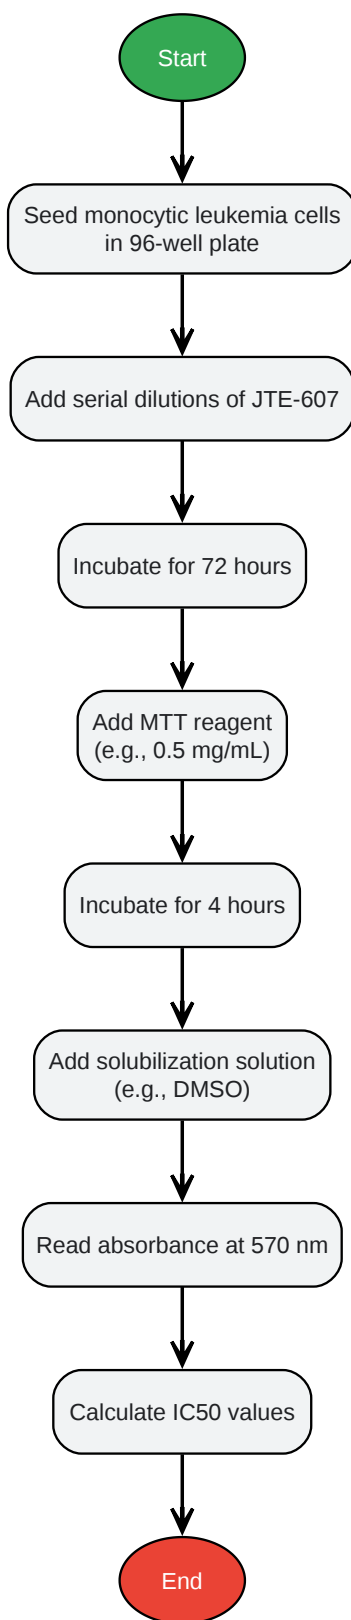 Start
Seed monocytic leukemia cells
in 96-well plate
Add serial dilutions of JTE-607
Incubate for 72 hours
Add MTT reagent
(e.g., 0.5 mg/mL)
Incubate for 4 hours
Add solubilization solution
(e.g., DMSO)
Read absorbance at 570 nm
Calculate IC50 values
End